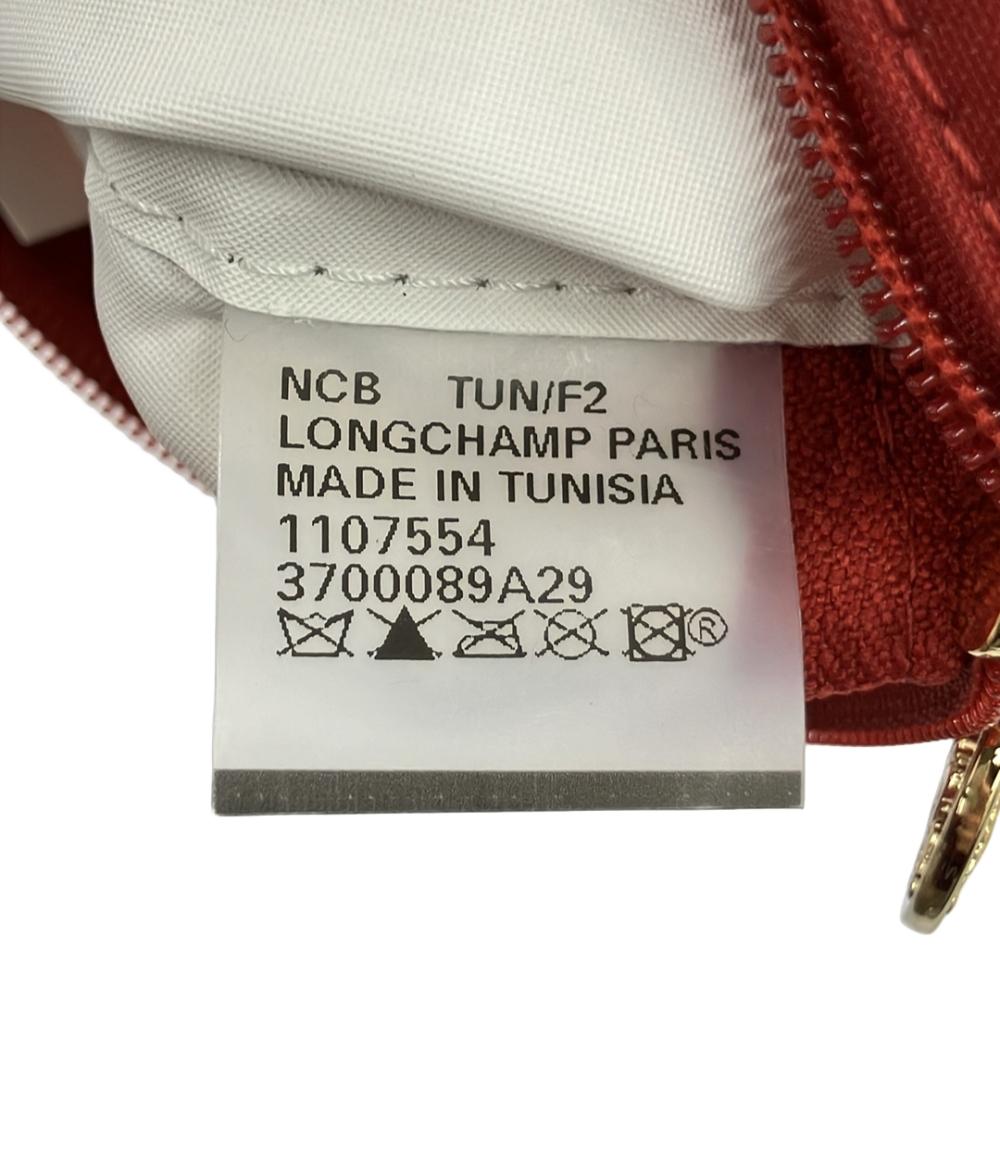 NCB TUN/F2
LONGCHAMP PARIS
MADE IN TUNISIA
1107554
3700089A29
®